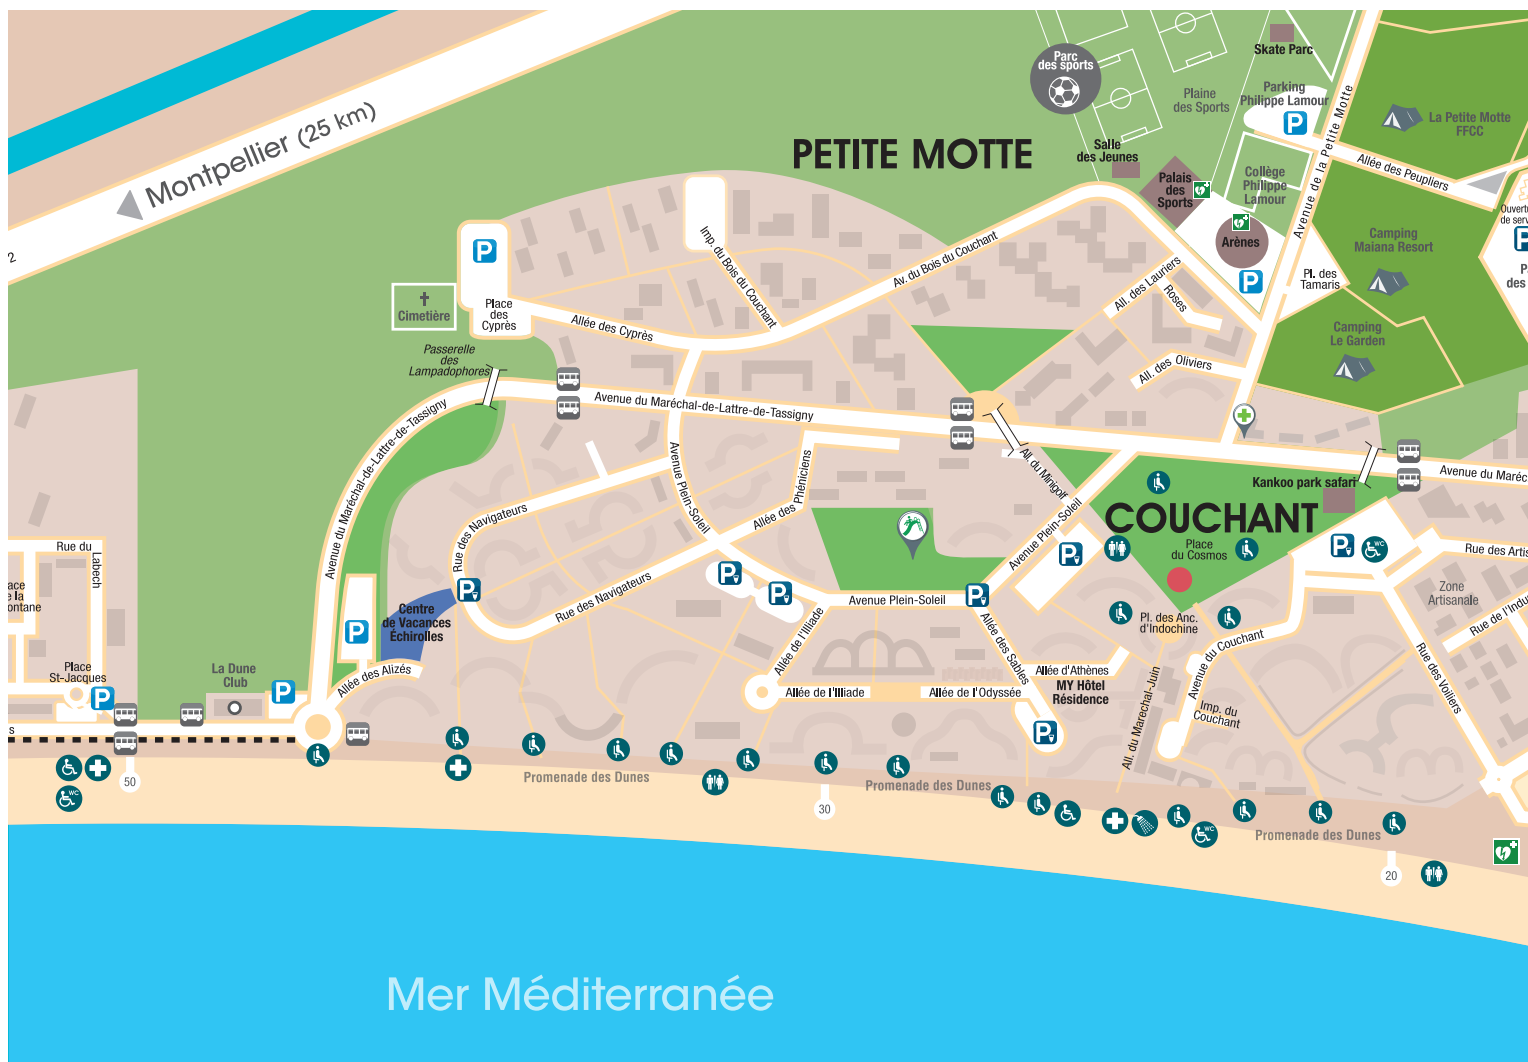 Skate Parc
Parc
des sports
Parking
Philippe Lamour
P
Plaine
des Sports
La Petite Motte
FFCC
Montpellier (25 km)
PETITE MOTTE
Salle
des Jeunes
Avenue de la Petite Motte
Allée des Peupliers
Palais
des
Sports
Collège
Philippe
Lamour
Arènes
Camping
Maiana Resort
Pl. des
Tamaris
P
Camping
Le Garden
2
P
Cimetière
Place
des
Cyprès
Allée des Cyprès
Imp. du Bois du Couchant
Av. du Bois du Couchant
All. des Lauriers
Roses
All. des Oliviers
Passerelle
des
Lampadophores
Avenue du Maréchal-de-Lattre-de-Tassigny
Avenue du Maréchal-de-Lattre-de-Tassigny
Avenue Plein-Soleil
Allée des Phéniciens
All. du Minigolf
Kankoo park safari
Avenue du Maréc
COUCHANT
Place
du Cosmos
Rue des Navigateurs
Rue des Navigateurs
Avenue Plein-Soleil
Avenue Plein-Soleil
P
P
P
P
P
P
WC
Rue des Artis
Zone
Artisanale
Rue de l'Indu
Rue des Voiliers
Rue du
Labech
Place
St-Jacques
P
La Dune
Club
P
P
Centre
de Vacances
Échirolles
Allée des Alizés
Allée de l'Illiade
Allée de l'Illiade
Allée de l'Odyssée
Allée des Sables
Allée d'Athènes
MY Hôtel
Résidence
P
Pl. des Anc.
d'Indochine
Avenue du Couchant
All. du Marechal-Juin
Imp. du
Couchant
50
WC
Promenade des Dunes
30
Promenade des Dunes
WC
Promenade des Dunes
20
Mer Méditerranée